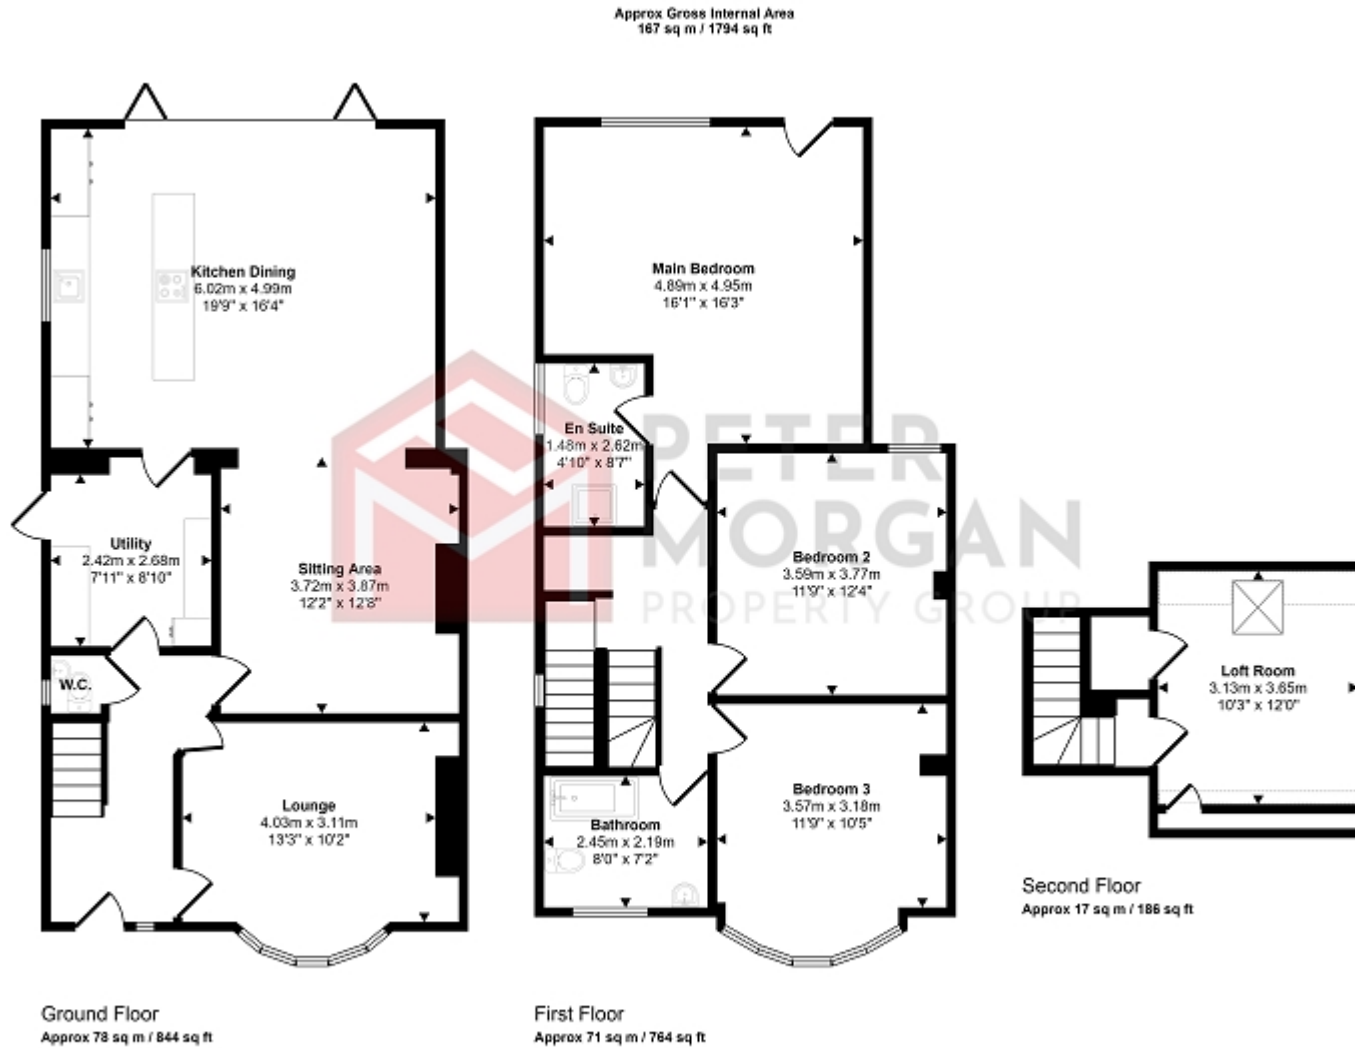 Approx Gross Internal Area
167 sq m / 1794 sq ft
Kitchen Dining
6.02m x 4.99m
19'9" x 16'4"
Utility
2.42m x 2.68m
7'11" x 8'10"
Sitting Area
3.72m x 3.87m
12'2" x 12'8"
W.C.
Lounge
4.03m x 3.11m
13'3" x 10'2"
Ground Floor
Approx 78 sq m / 844 sq ft
Main Bedroom
4.89m x 4.95m
16'1" x 16'3"
En Suite
1.48m x 2.62m
4'10" x 8'7"
Bedroom 2
3.59m x 3.77m
11'9" x 12'4"
Bedroom 3
3.57m x 3.18m
11'9" x 10'5"
Bathroom
2.45m x 2.19m
8'0" x 7'2"
First Floor
Approx 71 sq m / 764 sq ft
Loft Room
3.13m x 3.65m
10'3" x 12'0"
Second Floor
Approx 17 sq m / 186 sq ft
PETER
MORGAN
PROPERTY GROUP